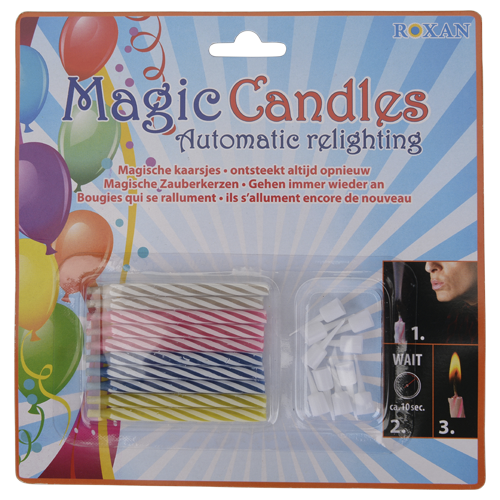 ROXAN
Magic Candles
Automatic relighting
Magische kaarsjes • ontsteekt altijd opnieuw
Magische Zauberkerzen • Gehen immer wieder an
Bougies qui se rallument • ils s'allument encore de nouveau
1.
WAIT
ca. 10 sec.
2.
3.